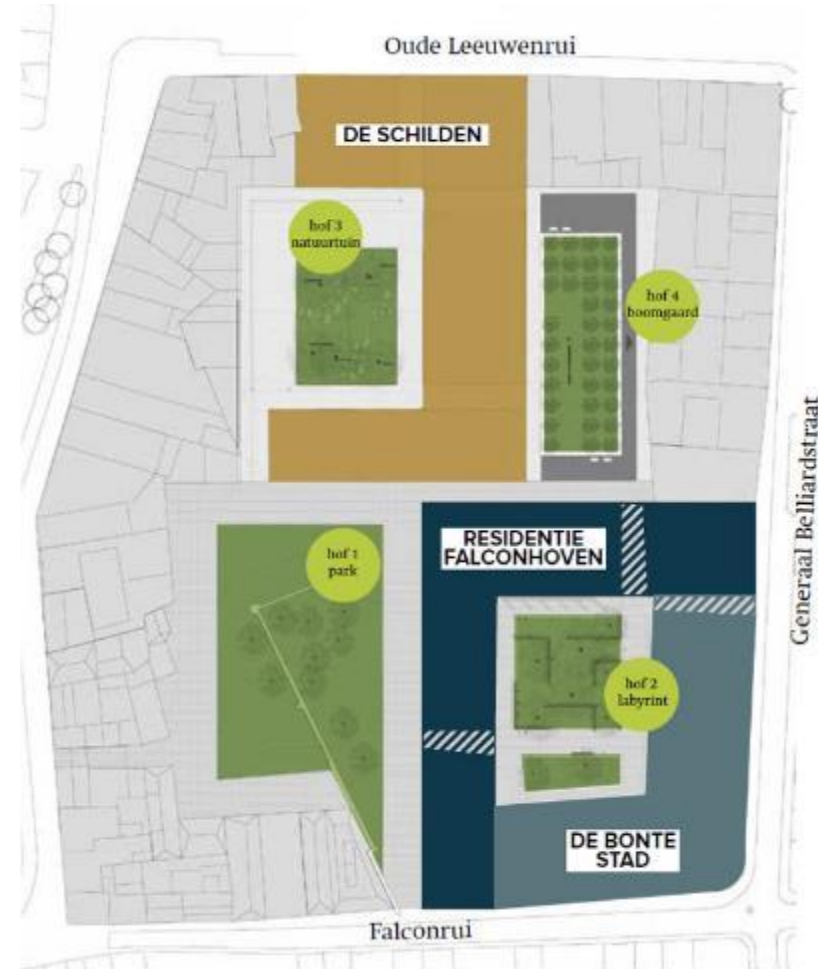 Oude Leeuwenrui
DE SCHILDEN
hof 3
natuurtuin
hof 4
boomgaard
Generaal Belliardstraat
RESIDENTIE
FALCONHOVEN
hof 1
park
hof 2
labyrint
DE BONTE
STAD
Falconrui